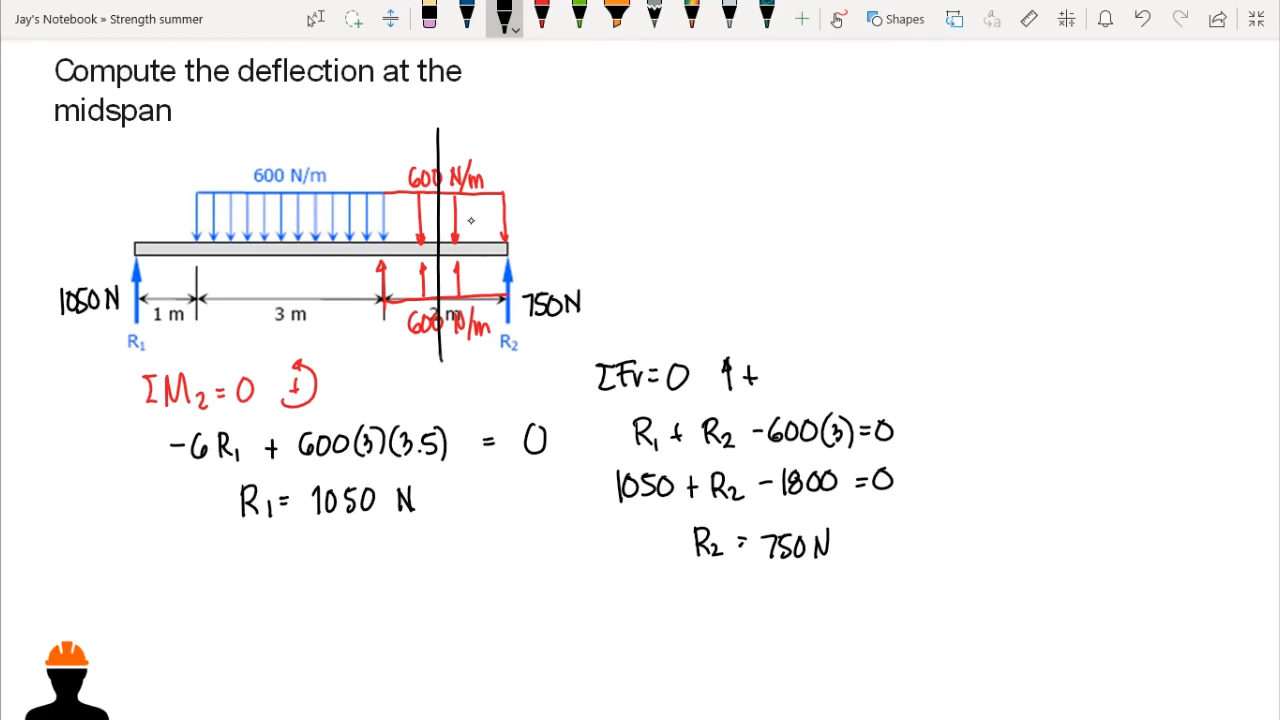 Jay's Notebook » Strength summer
Shapes
Compute the deflection at the
midspan
600 N/m
600 N/m
1050N
1 m
3 m
600 N/m
750N
R₁
R₂
ΣM₂ = 0 +
-6R₁ + 600(3)(3.5) = 0
R₁ = 1050 N
ΣFv = 0 ↑ +
R₁ + R₂ - 600(3) = 0
1050 + R₂ - 1800 = 0
R₂ = 750N